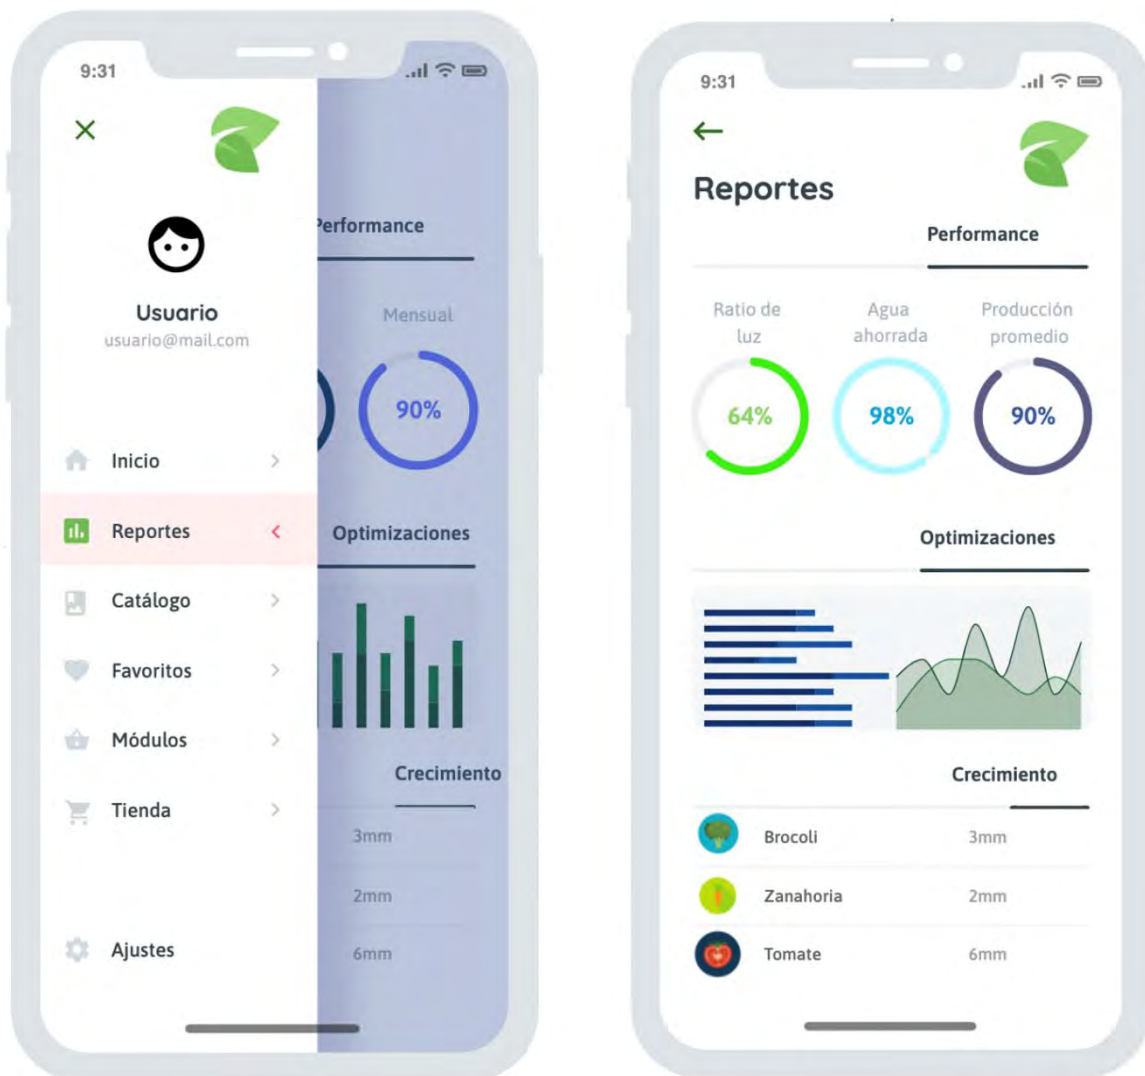 9:31
Usuario
usuario@mail.com
Inicio
Reportes
Catálogo
Favoritos
Módulos
Tienda
Ajustes
Performance
Mensual
90%
Optimizaciones
Crecimiento
3mm
2mm
6mm
9:31
Reportes
Performance
Ratio de
luz
Agua
ahorrada
Producción
promedio
64%
98%
90%
Optimizaciones
Crecimiento
Brocoli 3mm
Zanahoria 2mm
Tomate 6mm